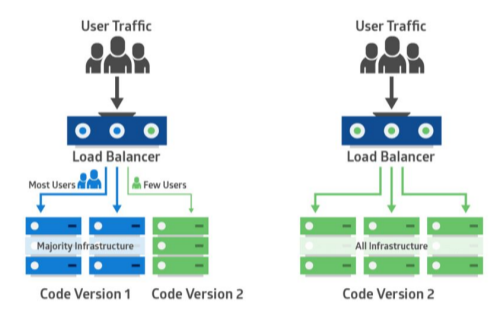 User Traffic
Load Balancer
Most Users
Few Users
Majority Infrastructure
Code Version 1
Code Version 2
User Traffic
Load Balancer
All Infrastructure
Code Version 2